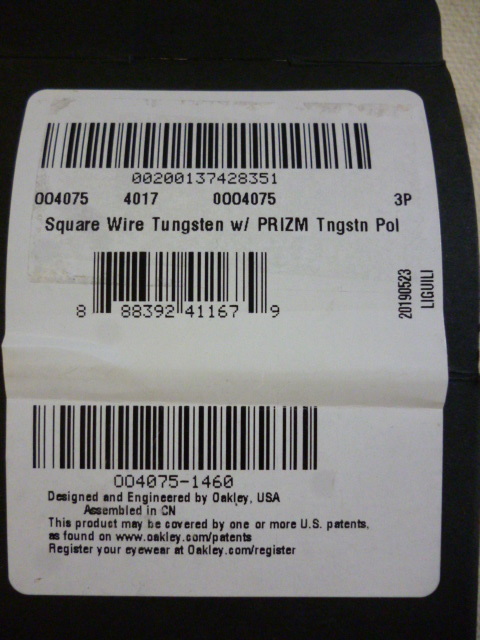 00200137428351
004075 4017 0004075 3P
Square Wire Tungsten w/ PRIZM Tngstn Pol
8 88392 41167 9
20190523
LIGUILI
004075-1460
Designed and Engineered by Oakley, USA
Assembled in CN
This product may be covered by one or more U.S. patents,
as found on www.oakley.com/patents
Register your eyewear at Oakley.com/register